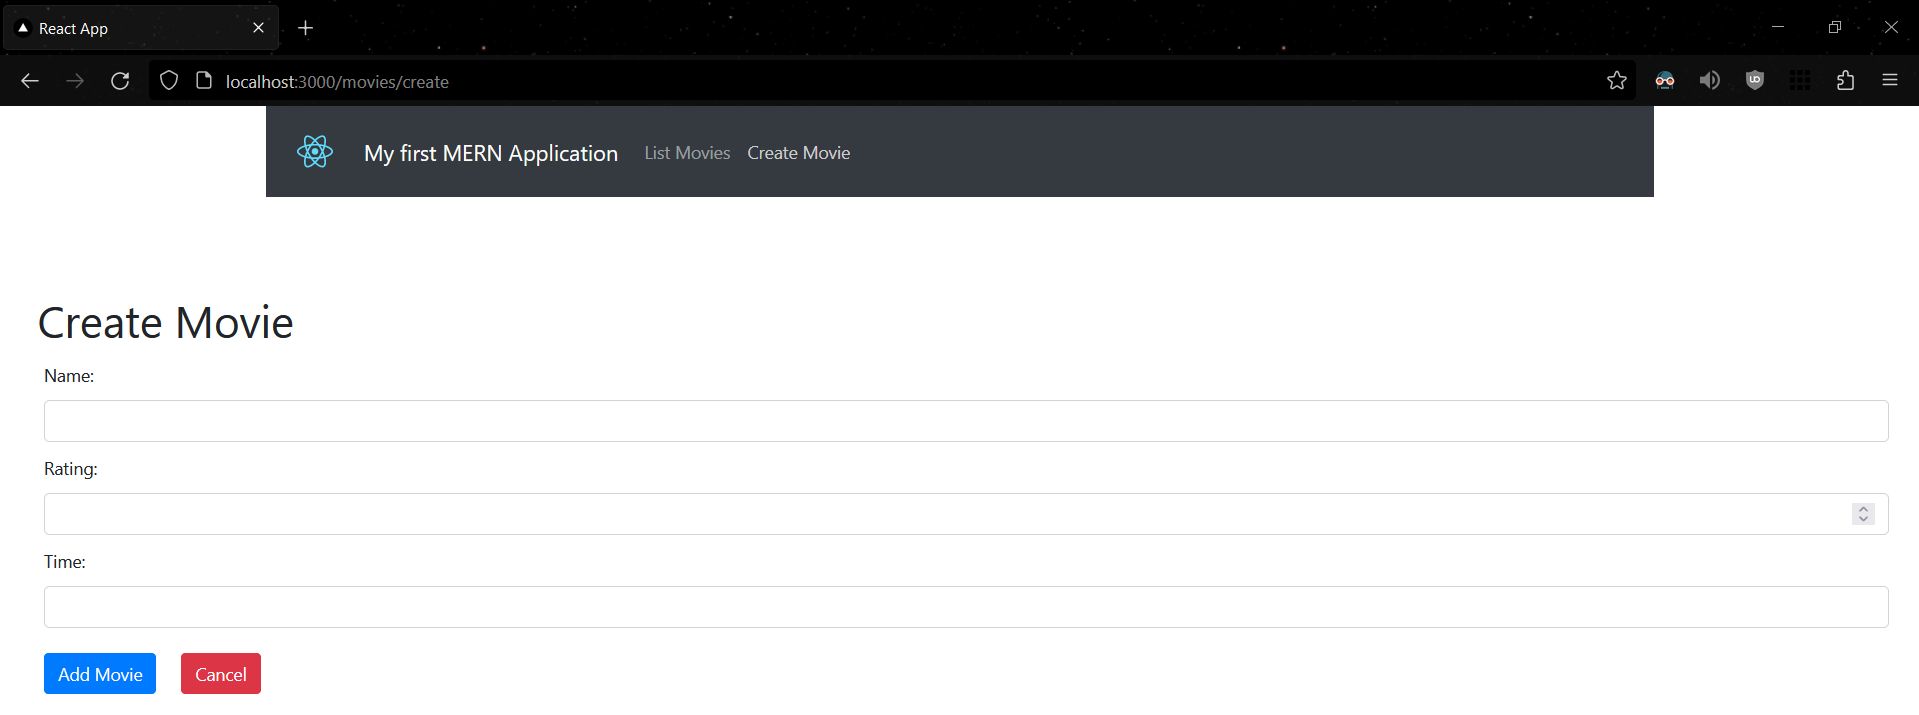 React App
localhost:3000/movies/create
My first MERN Application List Movies Create Movie
Create Movie
Name:
Rating:
Time:
Add Movie Cancel